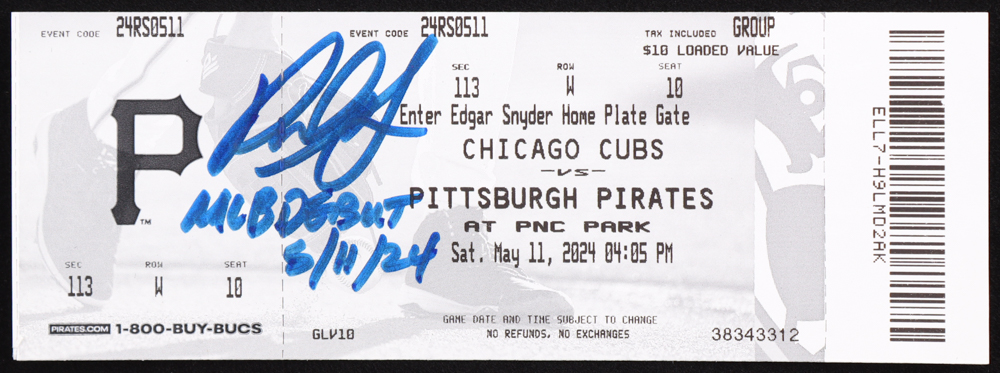 EVENT CODE 24RS0511
EVENT CODE 24RS0511
TAX INCLUDED GROUP
$10 LOADED VALUE
SEC ROW SEAT
113 W 10
Enter Edgar Snyder Home Plate Gate
CHICAGO CUBS
-VS-
PITTSBURGH PIRATES
AT PNC PARK
Sat. May 11, 2024 04:05 PM
P
TM
MLB DEBUT
5/11/24
SEC ROW SEAT
113 W 10
PIRATES.COM 1-800-BUY-BUCS
GLV10
GAME DATE AND TIME SUBJECT TO CHANGE
NO REFUNDS, NO EXCHANGES
38343312
ELL7-H9LMD2AK